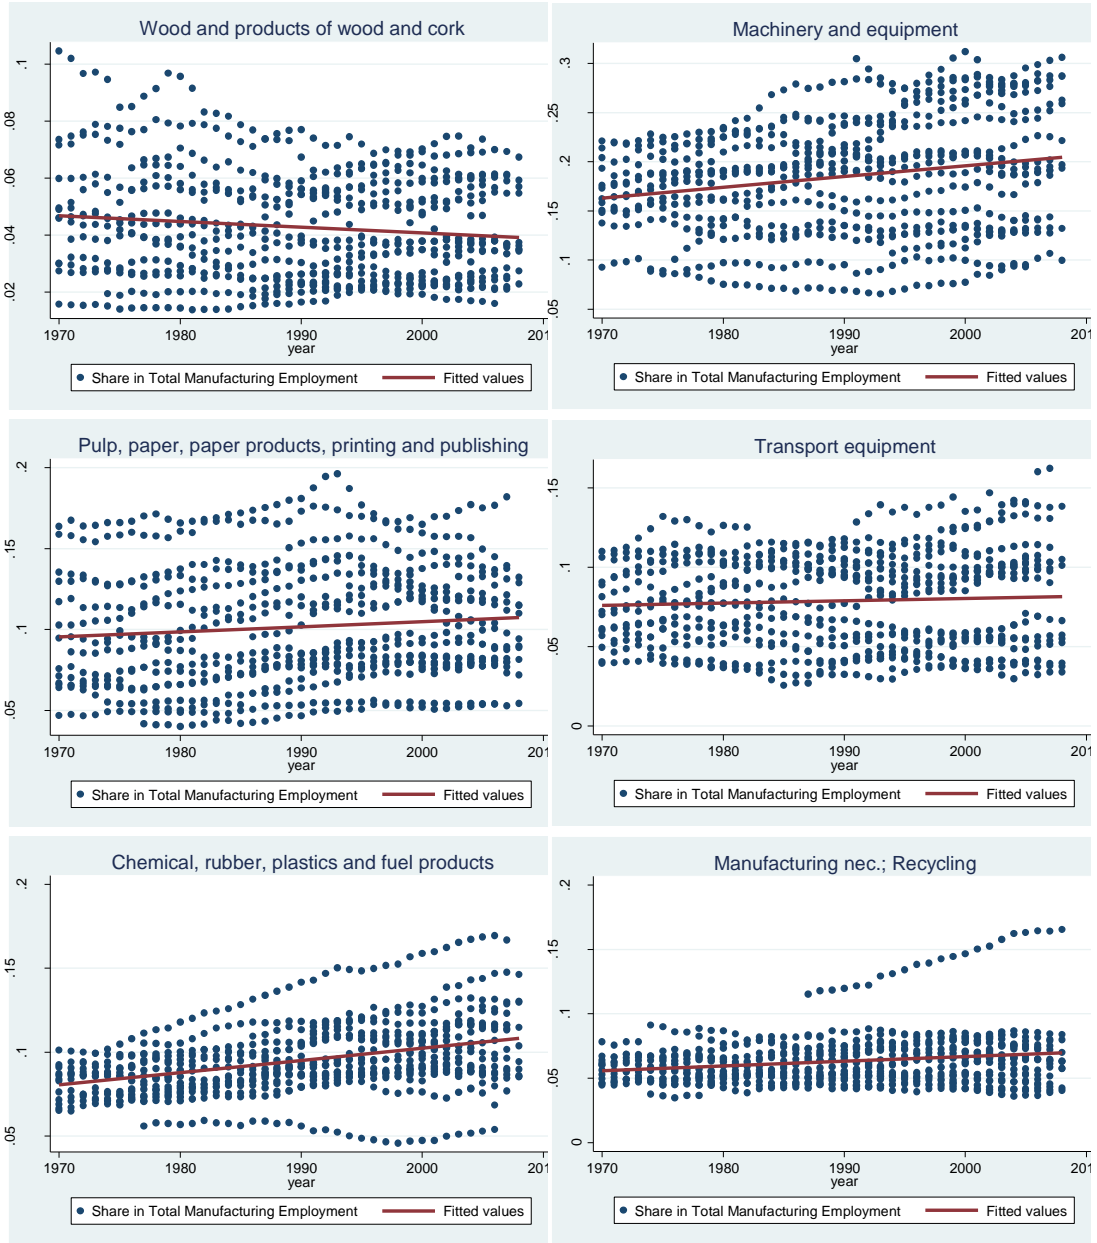 Wood and products of wood and cork
.1
.08
.06
.04
.02
1970 1980 1990 2000 201
year
Share in Total Manufacturing Employment Fitted values
Machinery and equipment
.3
.25
.2
.15
.1
.05
1970 1980 1990 2000 201
year
Share in Total Manufacturing Employment Fitted values
Pulp, paper, paper products, printing and publishing
.2
.15
.1
.05
1970 1980 1990 2000 201
year
Share in Total Manufacturing Employment Fitted values
Transport equipment
.15
.1
.05
0
1970 1980 1990 2000 201
year
Share in Total Manufacturing Employment Fitted values
Chemical, rubber, plastics and fuel products
.2
.15
.1
.05
1970 1980 1990 2000 201
year
Share in Total Manufacturing Employment Fitted values
Manufacturing nec.; Recycling
.2
.15
.1
.05
0
1970 1980 1990 2000 201
year
Share in Total Manufacturing Employment Fitted values